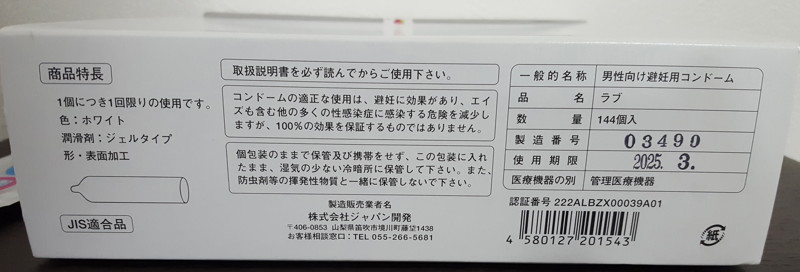 商品特長
1個につき1回限りの使用です。
色：ホワイト
潤滑剤：ジェルタイプ
形・表面加工
JIS適合品
取扱説明書を必ず読んでからご使用下さい。
コンドームの適正な使用は、避妊に効果があり、エイ
ズも含む他の多くの性感染症に感染する危険を減少し
ますが、100%の効果を保証するものではありません。
個包装のままで保管及び携帯をせず、この包装に入れ
たまま、湿気の少ない冷暗所に保管して下さい。また、
防虫剤等の揮発性物質と一緒に保管しないで下さい。
製造販売業者名
株式会社ジャパン開発
〒406-0853 山梨県笛吹市境川町藤垈1438
お客様相談窓口：TEL 055-266-5681
一般的名称 男性向け避妊用コンドーム
品名 ラブ
数量 144個入
製造番号 03490
使用期限 2025.3.
医療機器の別 管理医療機器
認証番号 222ALBZX00039A01
4 580127 201543
紙